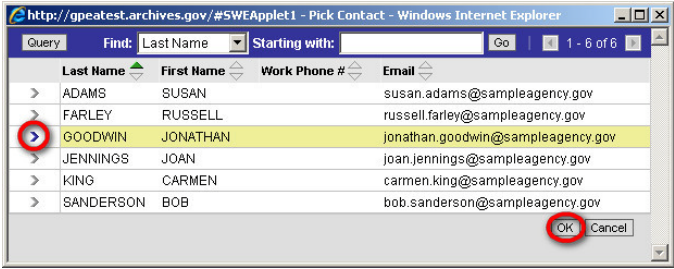 http://gpeatest.archives.gov/#SWEApplet1 - Pick Contact - Windows Internet Explorer
Query Find: Last Name Starting with: Go | 1 - 6 of 6
Last Name First Name Work Phone # Email
ADAMS SUSAN susan.adams@sampleagency.gov
FARLEY RUSSELL russell.farley@sampleagency.gov
GOODWIN JONATHAN jonathan.goodwin@sampleagency.gov
JENNINGS JOAN joan.jennings@sampleagency.gov
KING CARMEN carmen.king@sampleagency.gov
SANDERSON BOB bob.sanderson@sampleagency.gov
OK Cancel